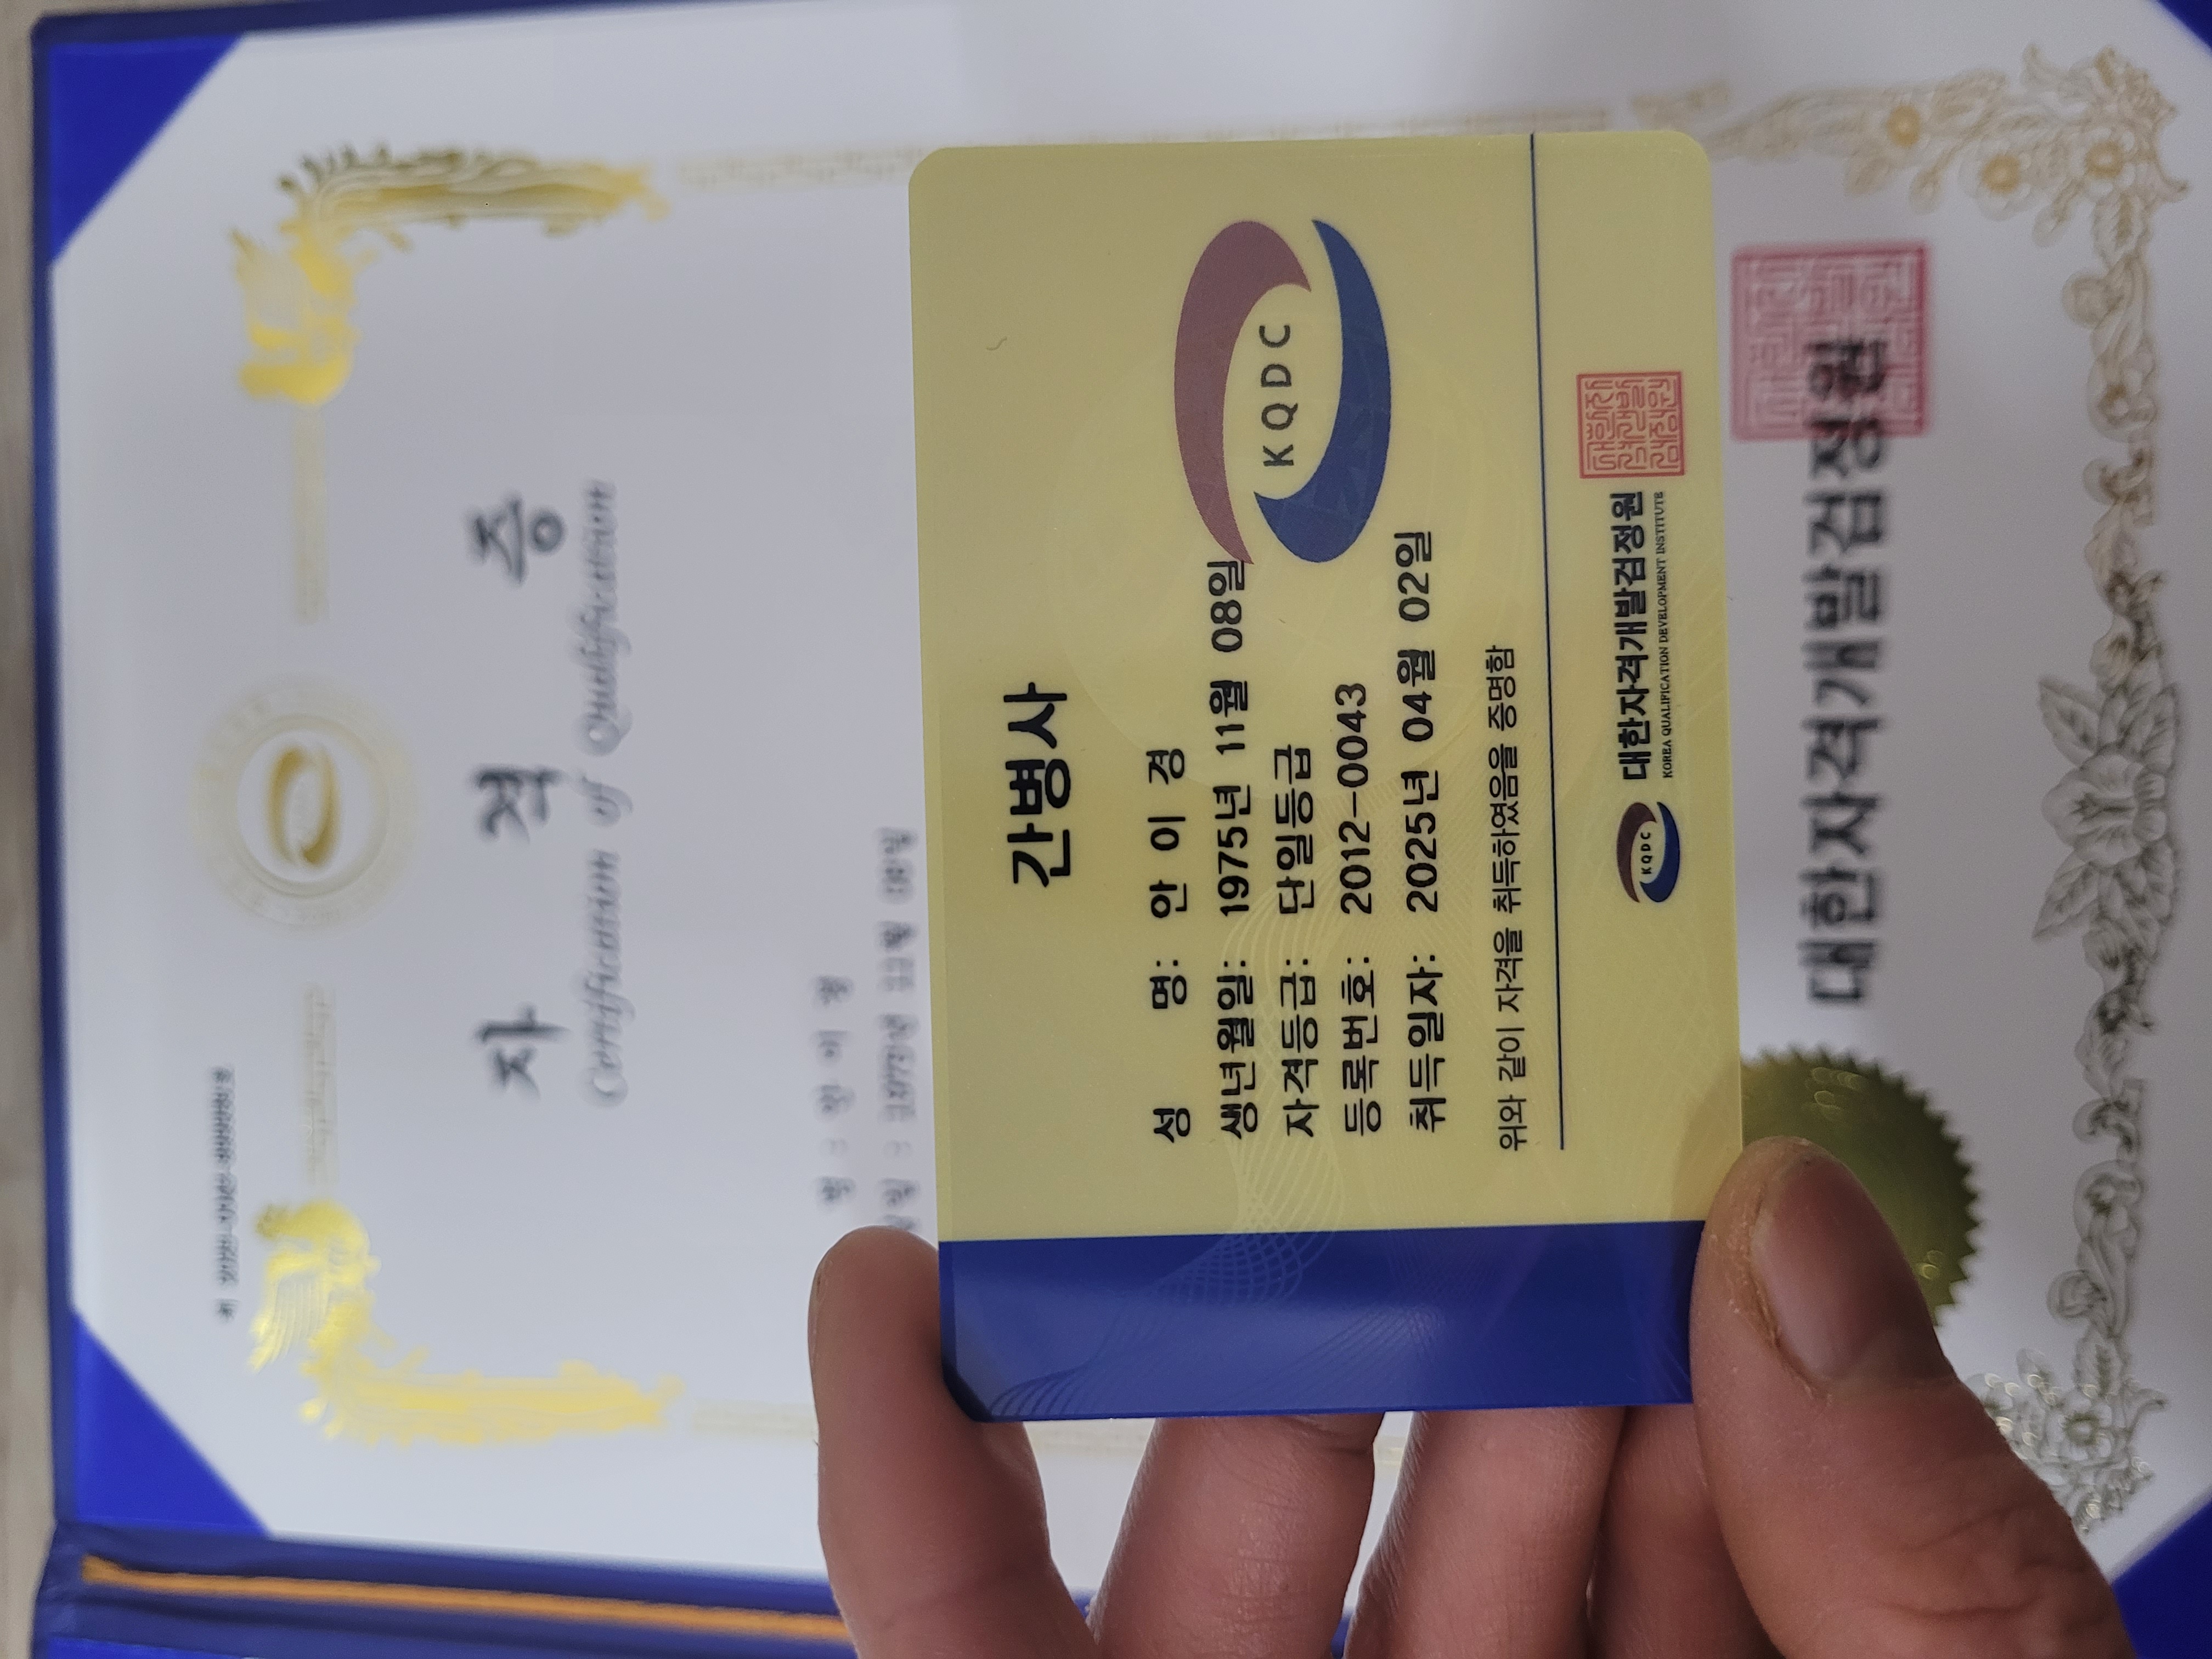 자 격 증
Certification of Qualification
간병사
성 명: 안 이 경
생년월일: 1975년 11월 08일
자격등급: 단일등급
등록번호: 2012-0043
취득일자: 2025년 04월 02일
위와 같이 자격을 취득하였음을 증명함
KQDC
KQDC
대한자격개발검정원
KOREA QUALIFICATION DEVELOPMENT INSTITUTE
대한자격개발검정원